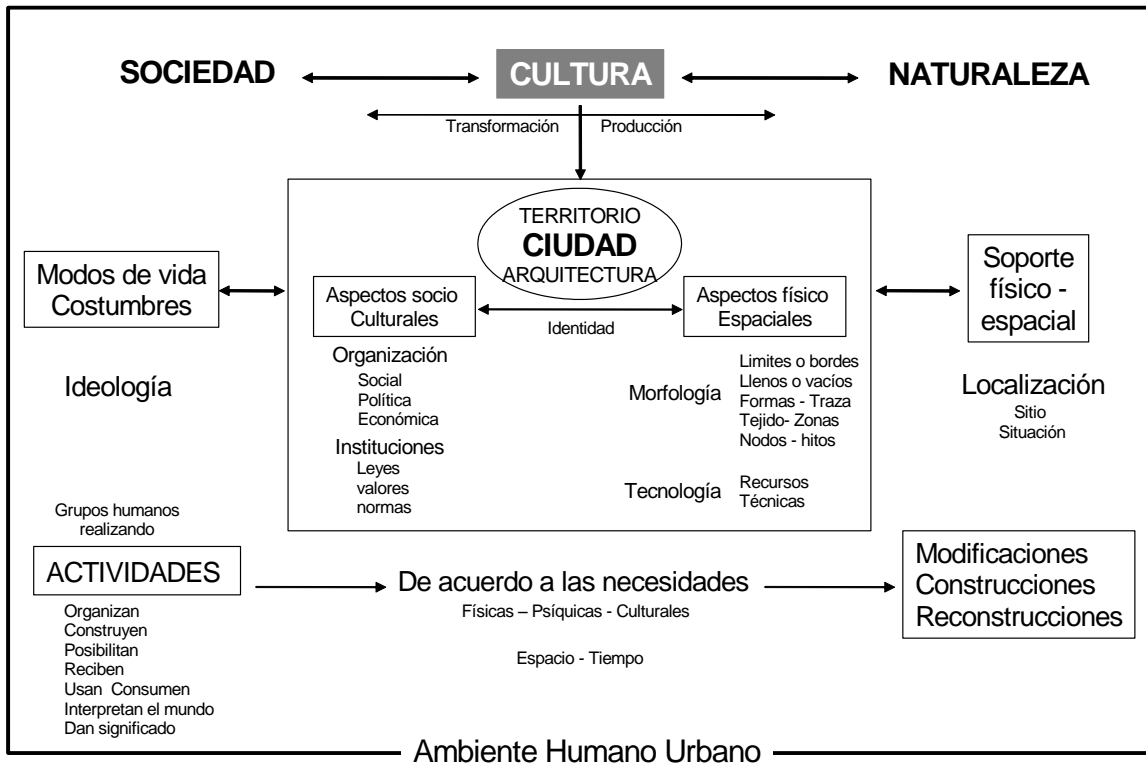 SOCIEDAD
CULTURA
NATURALEZA
Transformación
Producción
TERRITORIO
CIUDAD
ARQUITECTURA
Modos de vida
Costumbres
Aspectos socio
Culturales
Identidad
Aspectos físico
Espaciales
Soporte
físico -
espacial
Ideología
Organización
Social
Política
Económica
Instituciones
Leyes
valores
normas
Morfología
Limites o bordes
Llenos o vacíos
Formas - Traza
Tejido- Zonas
Nodos - hitos
Tecnología
Recursos
Técnicas
Localización
Sitio
Situación
Grupos humanos
realizando
ACTIVIDADES
Organizan
Construyen
Posibilitan
Reciben
Usan Consumen
Interpretan el mundo
Dan significado
De acuerdo a las necesidades
Físicas – Psíquicas - Culturales
Espacio - Tiempo
Modificaciones
Construcciones
Reconstrucciones
Ambiente Humano Urbano